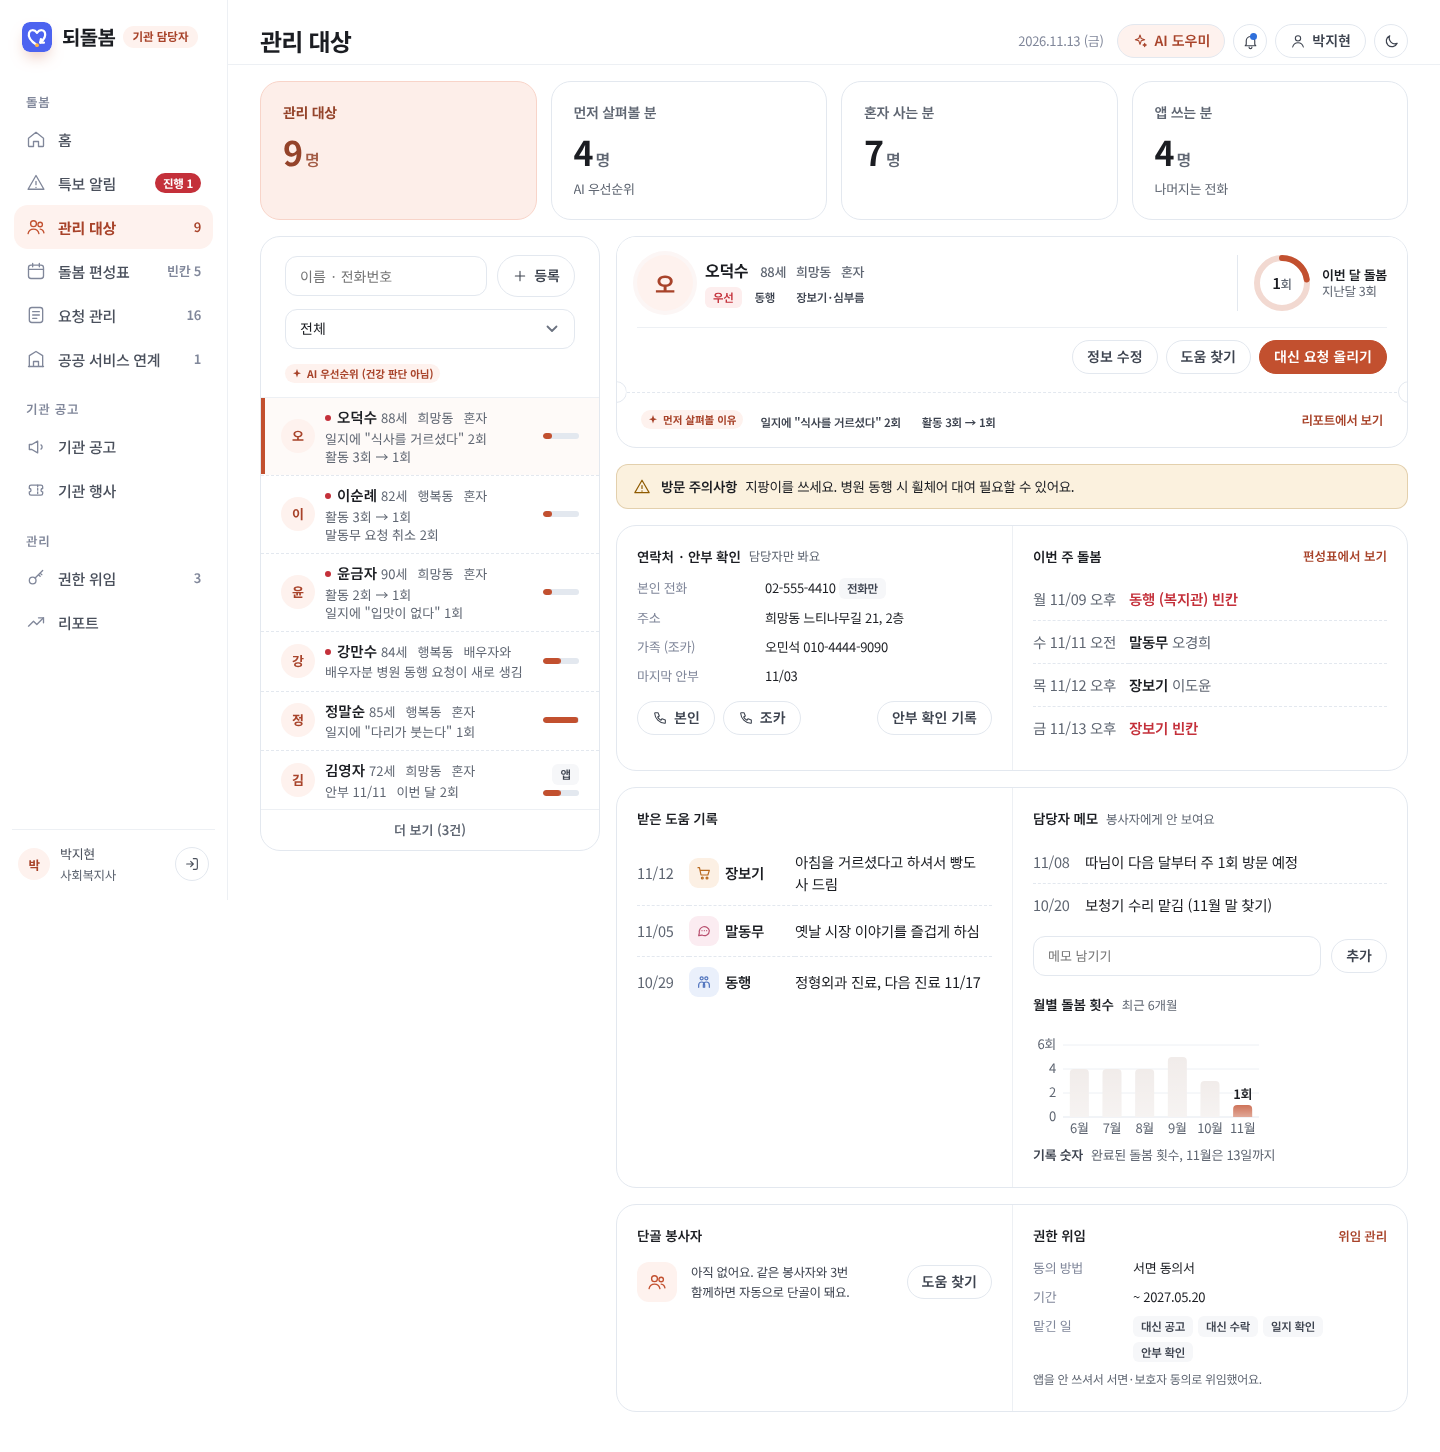 되돌봄 기관 담당자
돌봄
홈
특보 알림 진행 1
관리 대상 9
돌봄 편성표 빈칸 5
요청 관리 16
공공 서비스 연계 1
기관 공고
기관 공고
기관 행사
관리
권한 위임 3
리포트
박 박지현
사회복지사
관리 대상
2026.11.13 (금) AI 도우미 박지현
관리 대상
9명
먼저 살펴볼 분
4명
AI 우선순위
혼자 사는 분
7명
앱 쓰는 분
4명
나머지는 전화
이름 · 전화번호 등록
전체
AI 우선순위 (건강 판단 아님)
오 오덕수 88세 희망동 혼자
일지에 "식사를 거르셨다" 2회
활동 3회 → 1회
이 이순례 82세 행복동 혼자
활동 3회 → 1회
말동무 요청 취소 2회
윤 윤금자 90세 희망동 혼자
활동 2회 → 1회
일지에 "입맛이 없다" 1회
강 강만수 84세 행복동 배우자와
배우자분 병원 동행 요청이 새로 생김
정 정말순 85세 행복동 혼자
일지에 "다리가 붓는다" 1회
김 김영자 72세 희망동 혼자 앱
안부 11/11 이번 달 2회
더 보기 (3건)
오 오덕수 88세 희망동 혼자
우선 동행 장보기·심부름
1회 이번 달 돌봄
지난달 3회
정보 수정 도움 찾기 대신 요청 올리기
먼저 살펴볼 이유 일지에 "식사를 거르셨다" 2회 활동 3회 → 1회 리포트에서 보기
방문 주의사항 지팡이를 쓰세요. 병원 동행 시 휠체어 대여 필요할 수 있어요.
연락처 · 안부 확인 담당자만 봐요
본인 전화 02-555-4410 전화만
주소 희망동 느티나무길 21, 2층
가족 (조카) 오민석 010-4444-9090
마지막 안부 11/03
본인 조카 안부 확인 기록
이번 주 돌봄 편성표에서 보기
월 11/09 오후 동행 (복지관) 빈칸
수 11/11 오전 말동무 오경희
목 11/12 오후 장보기 이도윤
금 11/13 오후 장보기 빈칸
받은 도움 기록
11/12 장보기 아침을 거르셨다고 하셔서 빵도
사 드림
11/05 말동무 옛날 시장 이야기를 즐겁게 하심
10/29 동행 정형외과 진료, 다음 진료 11/17
담당자 메모 봉사자에게 안 보여요
11/08 따님이 다음 달부터 주 1회 방문 예정
10/20 보청기 수리 맡김 (11월 말 찾기)
메모 남기기 추가
월별 돌봄 횟수 최근 6개월
6회
4
2
0
1회
6월 7월 8월 9월 10월 11월
기록 숫자 완료된 돌봄 횟수, 11월은 13일까지
단골 봉사자
아직 없어요. 같은 봉사자와 3번
함께하면 자동으로 단골이 돼요.
도움 찾기
권한 위임 위임 관리
동의 방법 서면 동의서
기간 ~ 2027.05.20
맡긴 일 대신 공고 대신 수락 일지 확인
안부 확인
앱을 안 쓰셔서 서면·보호자 동의로 위임했어요.